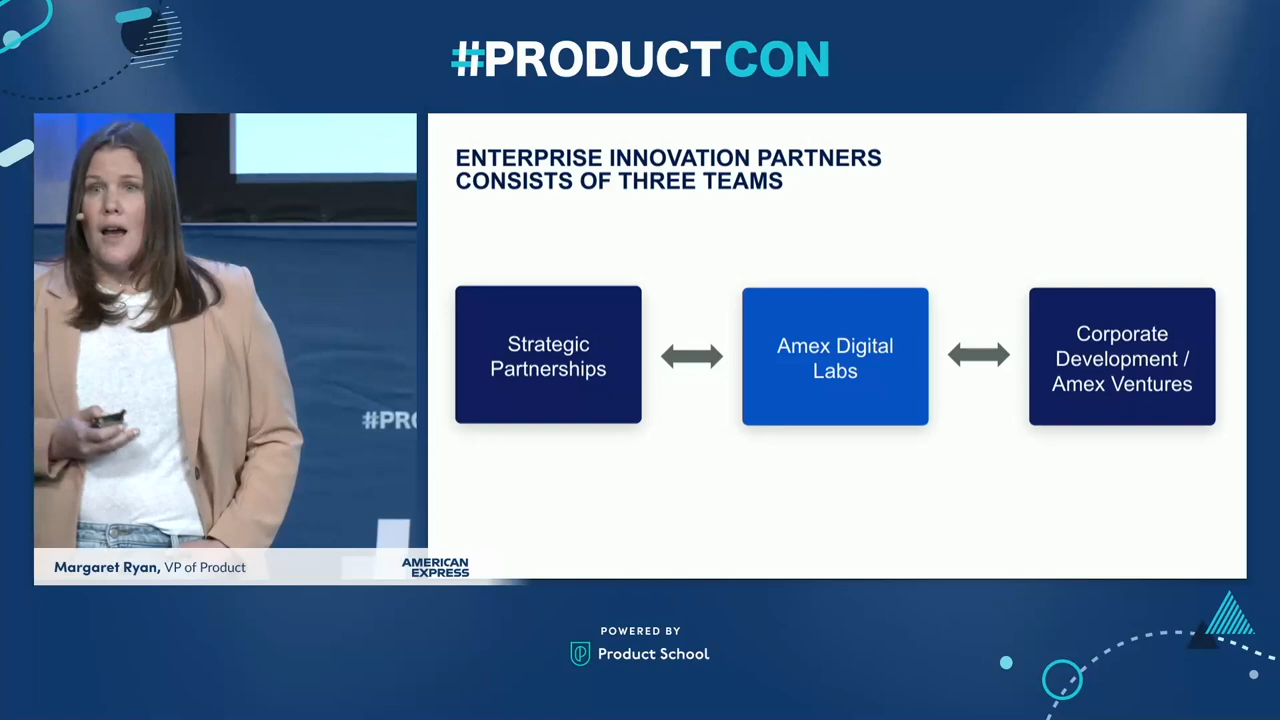 #PRODUCTCON
ENTERPRISE INNOVATION PARTNERS
CONSISTS OF THREE TEAMS
Strategic
Partnerships
Amex Digital
Labs
Corporate
Development /
Amex Ventures
#PRO
Margaret Ryan, VP of Product
AMERICAN
EXPRESS
POWERED BY
Product School